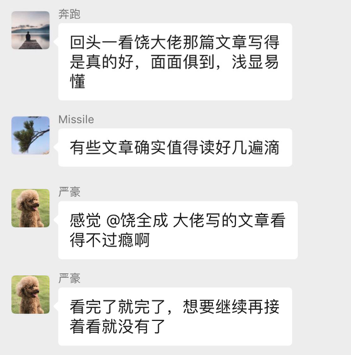 奔跑
回头一看饶大佬那篇文章写得
是真的好，面面俱到，浅显易
懂
Missile
有些文章确实值得读好几遍滴
严豪
感觉 @饶全成 大佬写的文章看
得不过瘾啊
严豪
看完了就完了，想要继续再接
着看就没有了